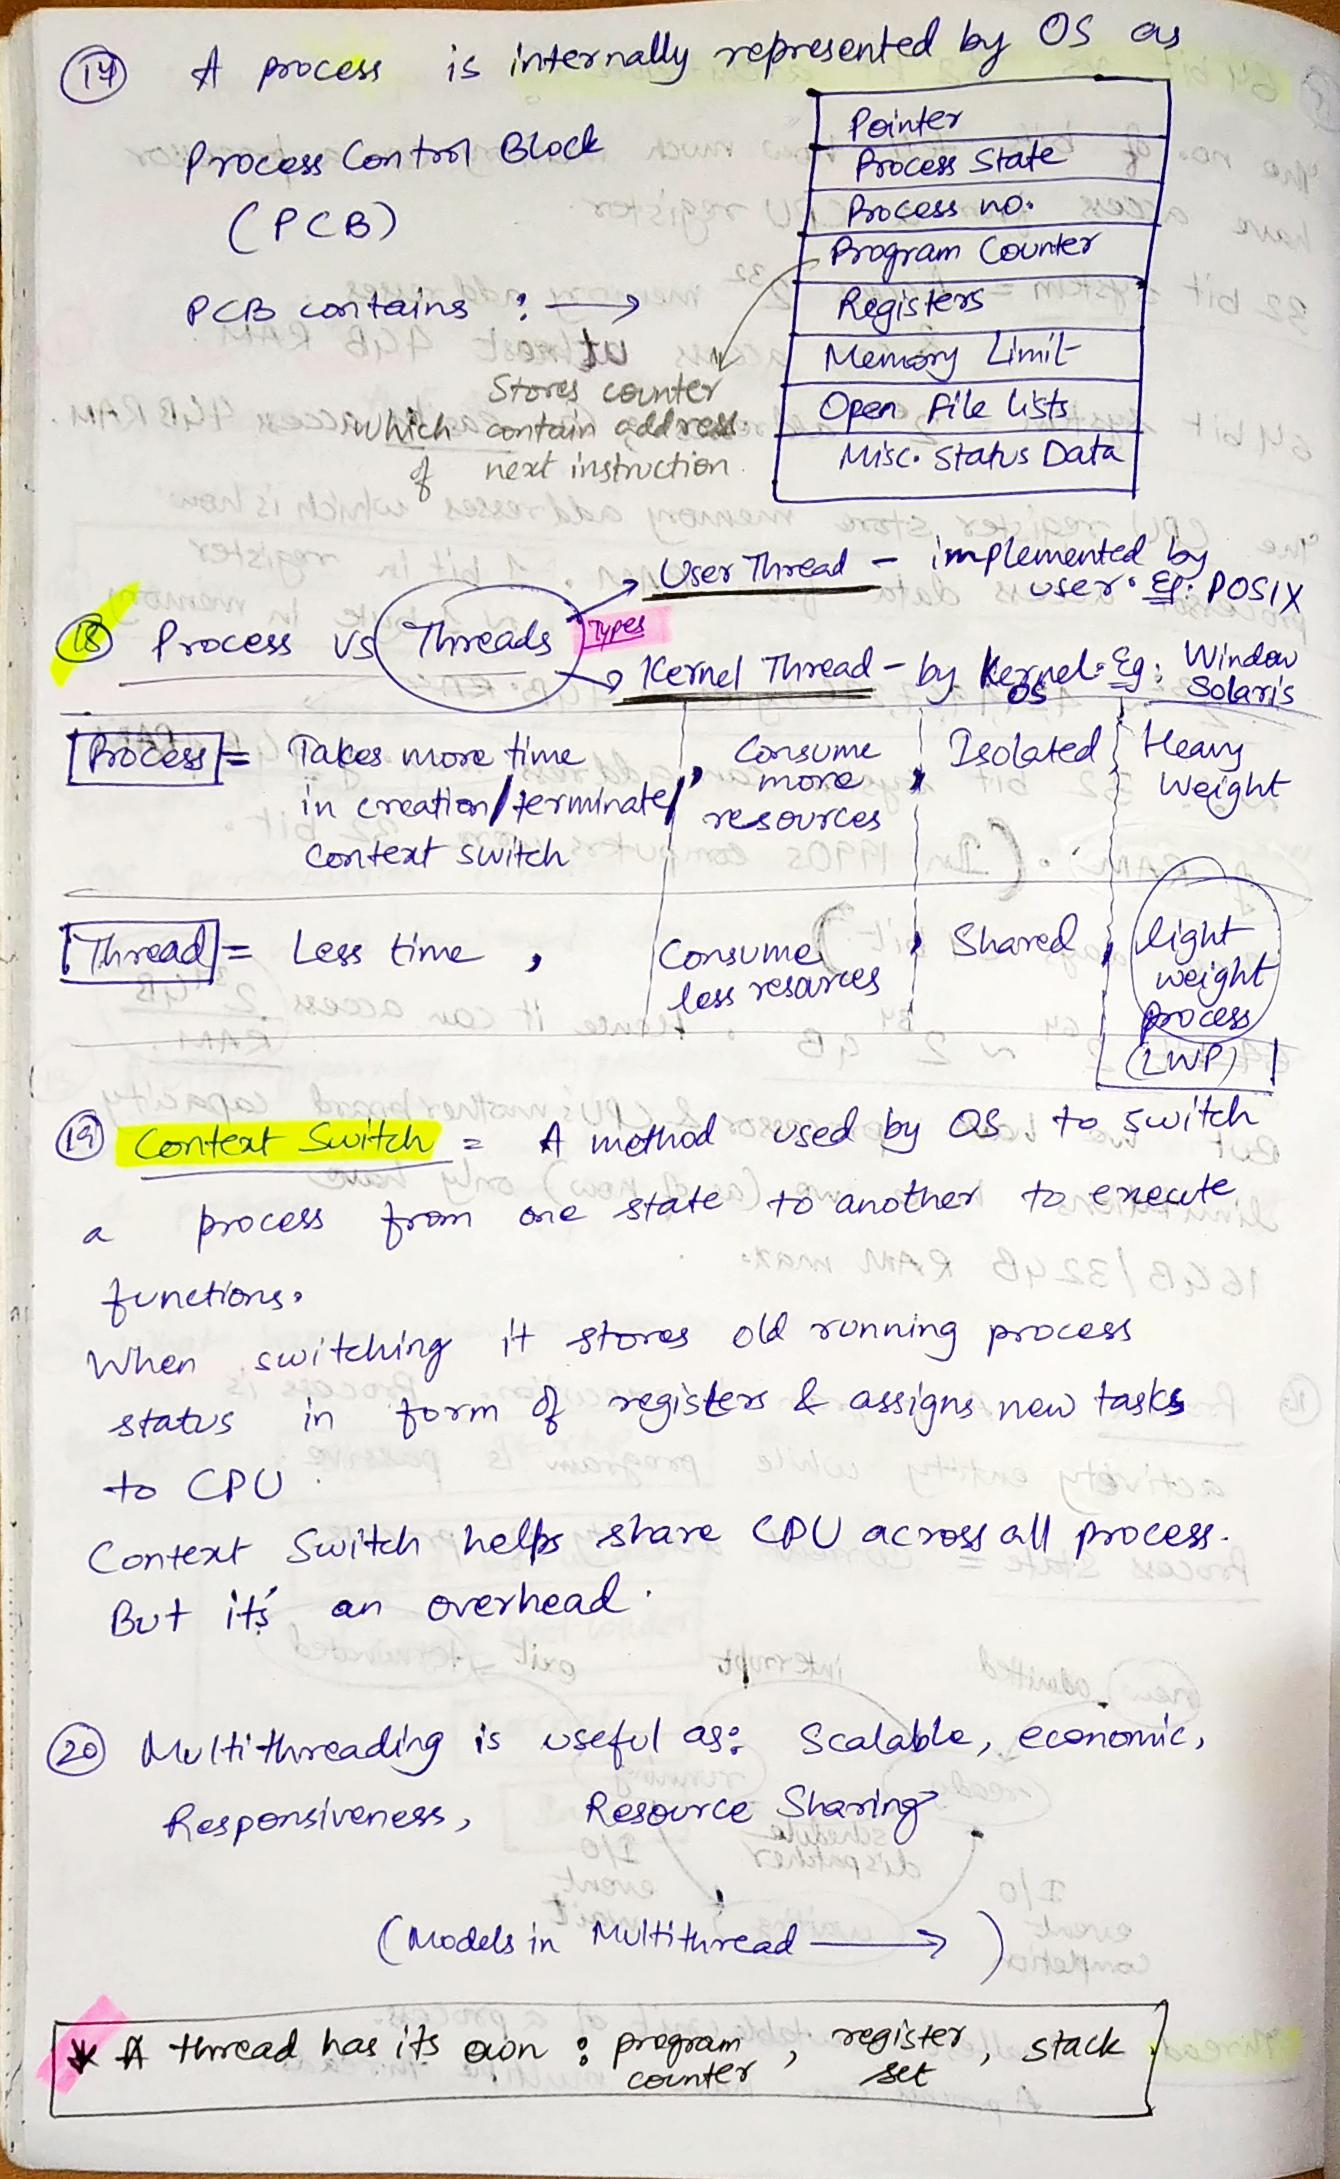 (17) A process is internally represented by OS as
Process Control Block
(PCB)
PCB contains : →
Pointer
Process State
Process no.
Program Counter
Registers
Memory Limit
Open File lists
Misc. Status Data
Stores counter
which contain address
of next instruction.
User Thread - implemented by
user. Eg: POSIX
(18) Process vs Threads Types
Kernel Thread - by Kernel. Eg: Window
OS Solaris
Process = Takes more time
in creation/terminate/
context switch
, Consume
more
resources
, Isolated
Heavy
weight
Thread = Less time ,
Consume
less resources
, Shared
, light
weight
process
(LWP)
(19) Context Switch = A method used by OS to switch
a process from one state to another to execute
functions.
When switching it stores old running process
status in form of registers & assigns new tasks
to CPU.
Context Switch helps share CPU across all process.
But it's an overhead.
(20) Multithreading is useful as: Scalable, economic,
Responsiveness, Resource Sharing
(Models in Multithread → )
* A thread has its own : program counter , register set , stack